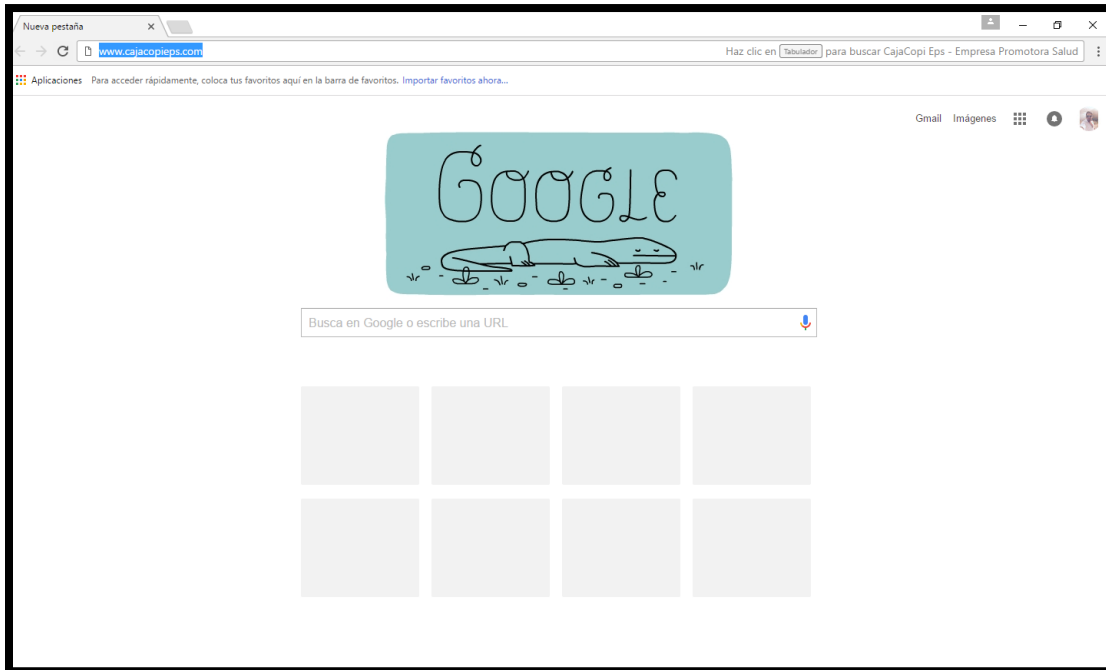 Nueva pestaña
www.cajacopieps.com
Haz clic en Tabulador para buscar CajaCopi Eps - Empresa Promotora Salud
Aplicaciones Para acceder rápidamente, coloca tus favoritos aquí en la barra de favoritos. Importar favoritos ahora...
Gmail Imágenes
GOOGLE
Busca en Google o escribe una URL